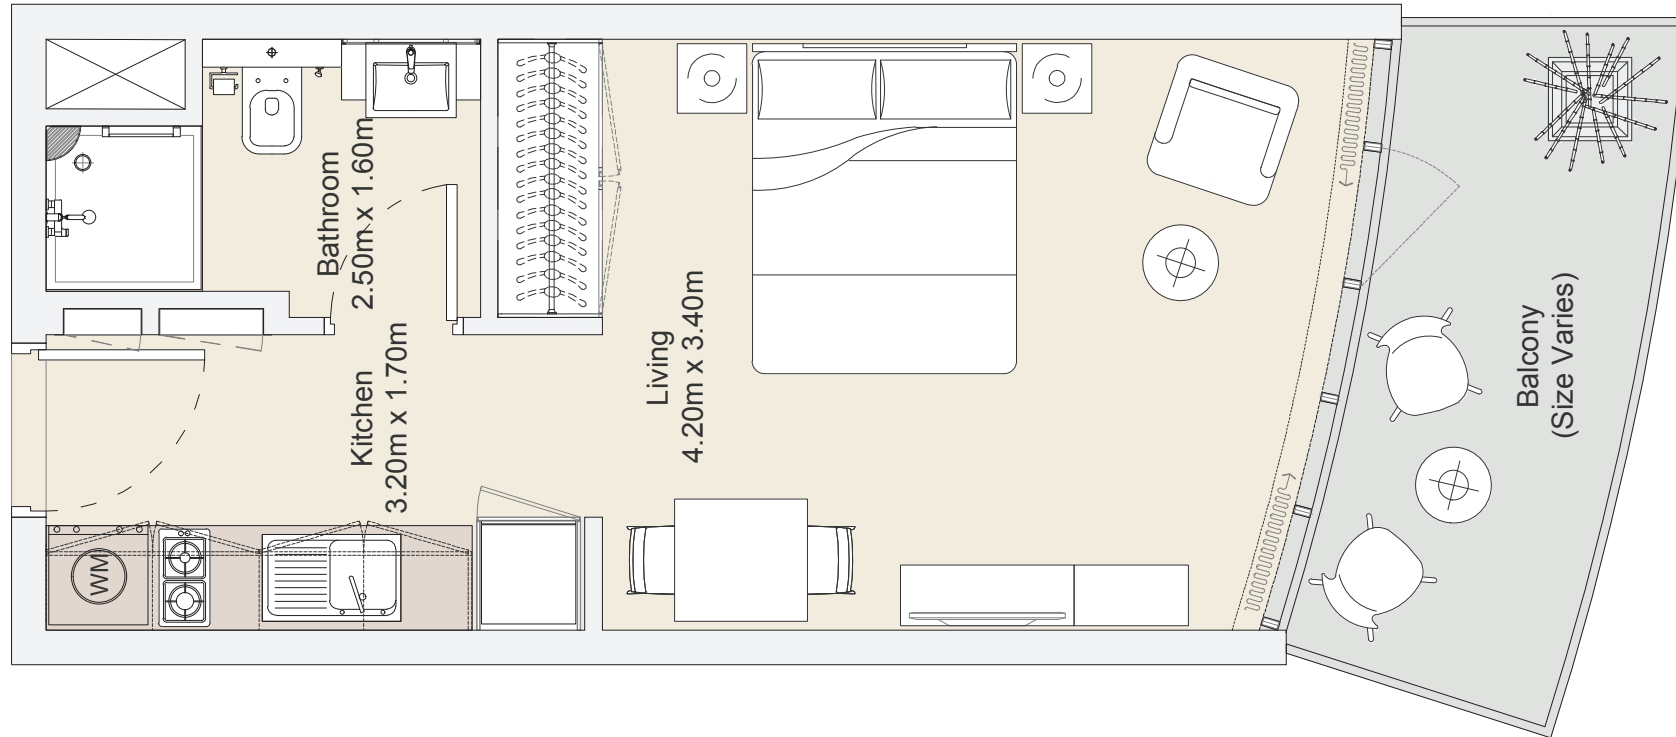 Bathroom
2.50m x 1.60m
Kitchen
3.20m x 1.70m
WM
Living
4.20m x 3.40m
Balcony
(Size Varies)